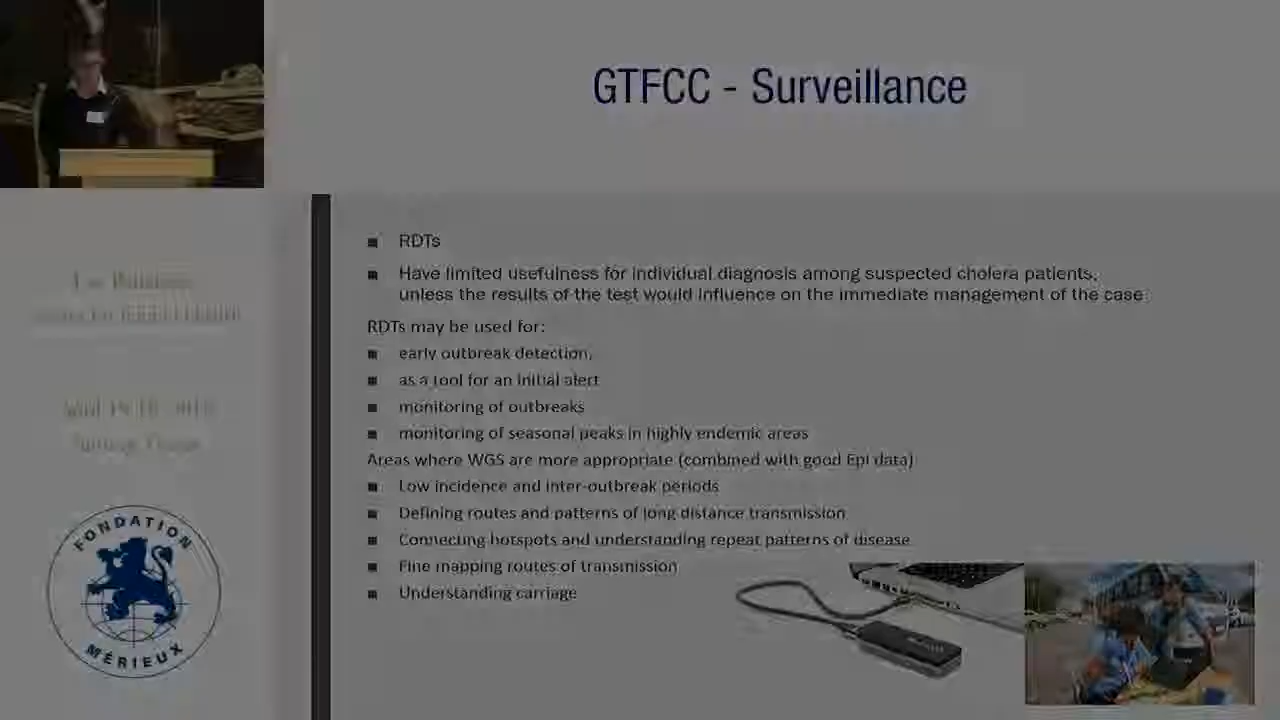 GTFCC - Surveillance
RDTs
Have limited usefulness for individual diagnosis among suspected cholera patients,
unless the results of the test would influence on the immediate management of the case
RDTs may be used for:
early outbreak detection,
as a tool for an initial alert
monitoring of outbreaks
monitoring of seasonal peaks in highly endemic areas
Areas where WGS are more appropriate (combined with good Epi data)
Low incidence and inter-outbreak periods
Defining routes and patterns of long distance transmission
Connecting hotspots and understanding repeat patterns of disease
Fine mapping routes of transmission
Understanding carriage
FONDATION
MÉRIEUX